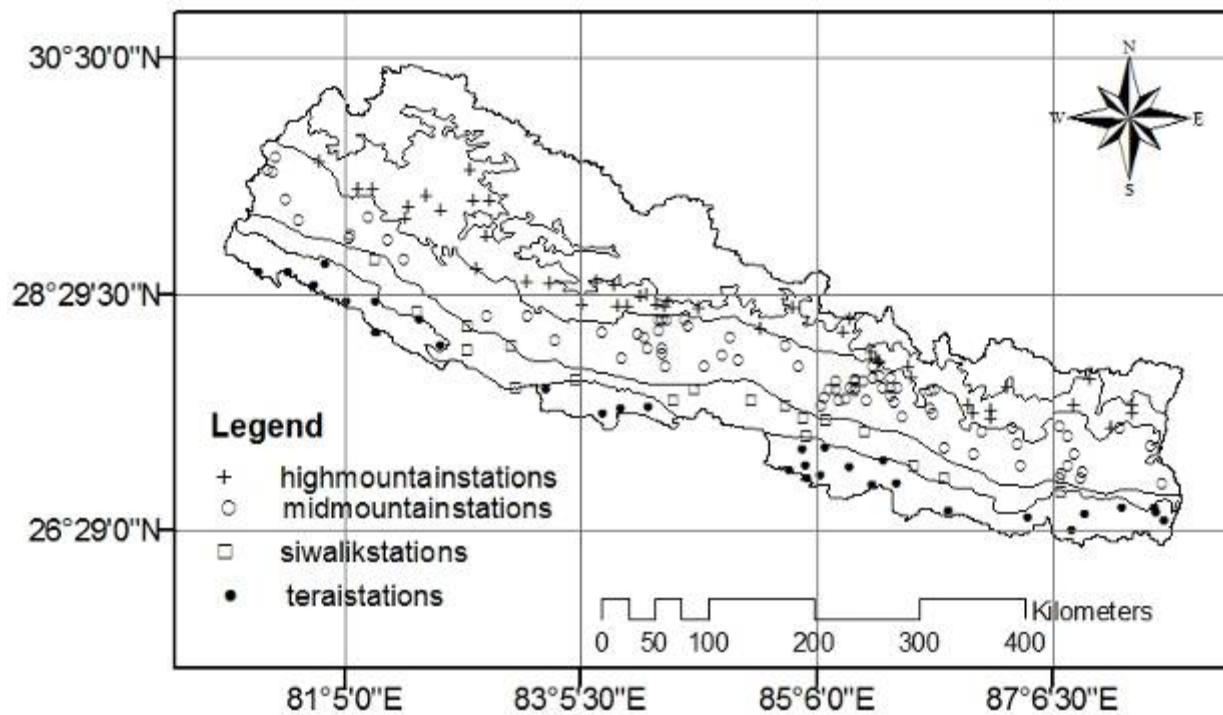 30°30'0"N
28°29'30"N
26°29'0"N
N
W
E
S
Legend
highmountainstations
midmountainstations
siwalikstations
teraistations
Kilometers
0 50 100 200 300 400
81°5'0"E 83°5'30"E 85°6'0"E 87°6'30"E